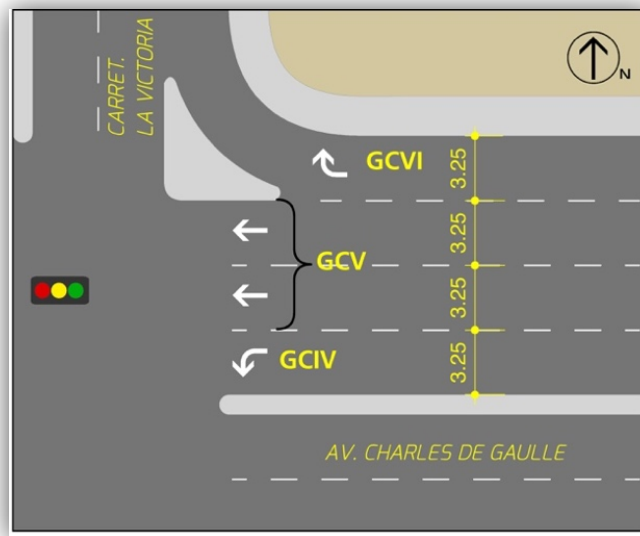 CARRET.
LA VICTORIA
N
GCVI
3.25
3.25
GCV
3.25
GCIV
3.25
AV. CHARLES DE GAULLE